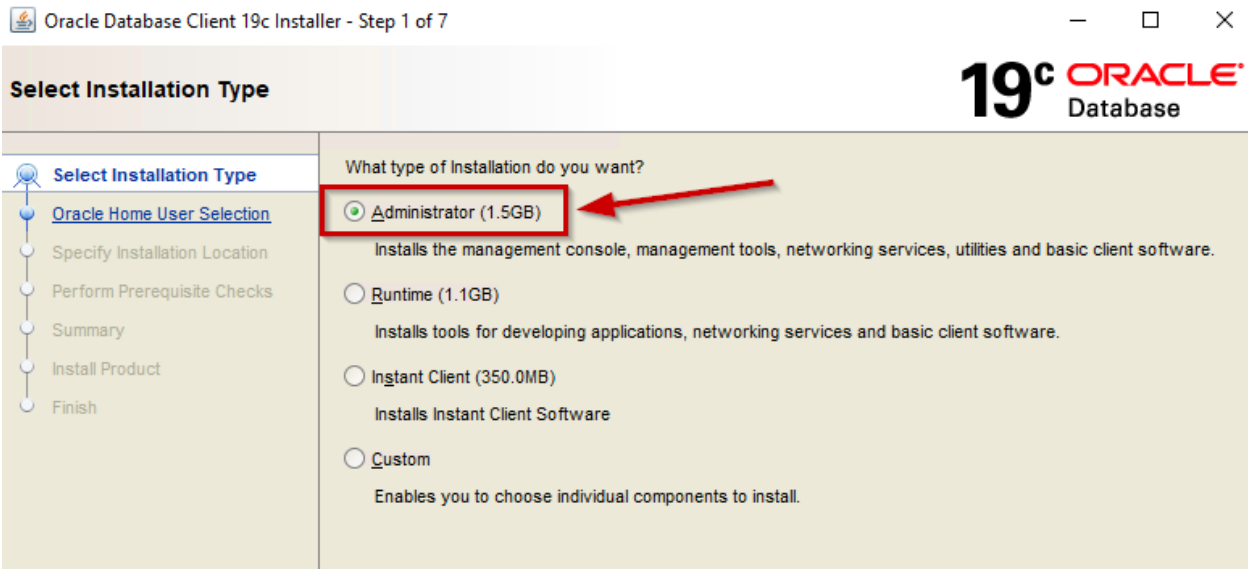 Oracle Database Client 19c Installer - Step 1 of 7
Select Installation Type
19c ORACLE
Database
Select Installation Type
Oracle Home User Selection
Specify Installation Location
Perform Prerequisite Checks
Summary
Install Product
Finish
What type of Installation do you want?
Administrator (1.5GB)
Installs the management console, management tools, networking services, utilities and basic client software.
Runtime (1.1GB)
Installs tools for developing applications, networking services and basic client software.
Instant Client (350.0MB)
Installs Instant Client Software
Custom
Enables you to choose individual components to install.